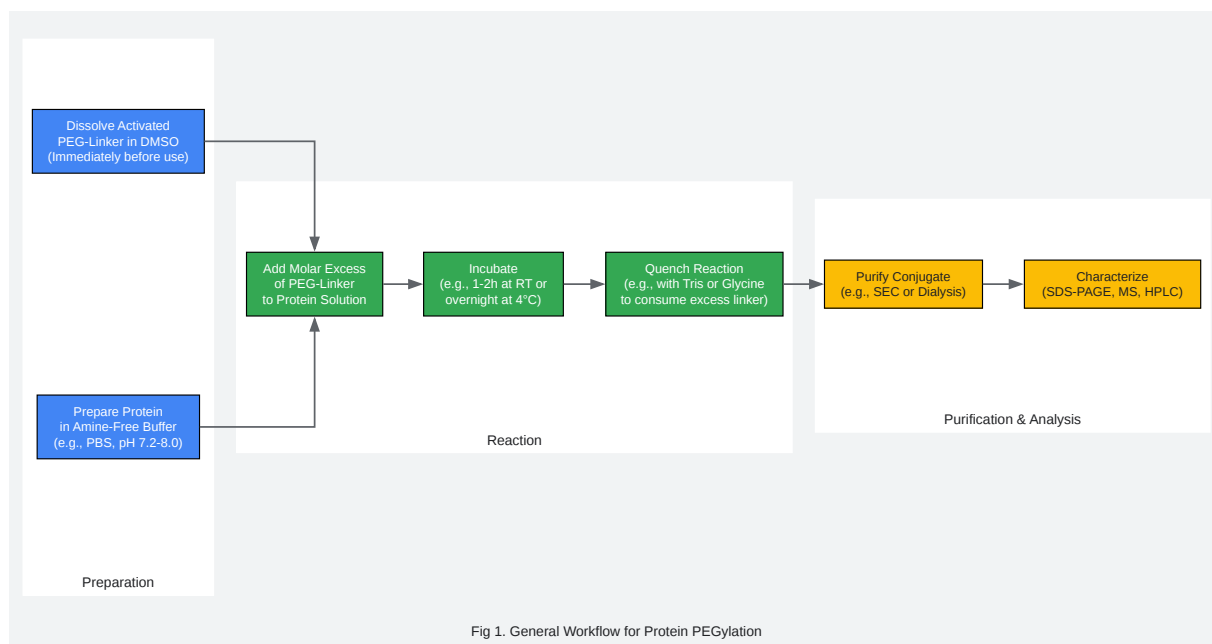 Dissolve Activated
PEG-Linker in DMSO
(Immediately before use)
Prepare Protein
in Amine-Free Buffer
(e.g., PBS, pH 7.2-8.0)
Preparation
Add Molar Excess
of PEG-Linker
to Protein Solution
Incubate
(e.g., 1-2h at RT or
overnight at 4°C)
Quench Reaction
(e.g., with Tris or Glycine
to consume excess linker)
Reaction
Purify Conjugate
(e.g., SEC or Dialysis)
Characterize
(SDS-PAGE, MS, HPLC)
Purification & Analysis
Fig 1. General Workflow for Protein PEGylation